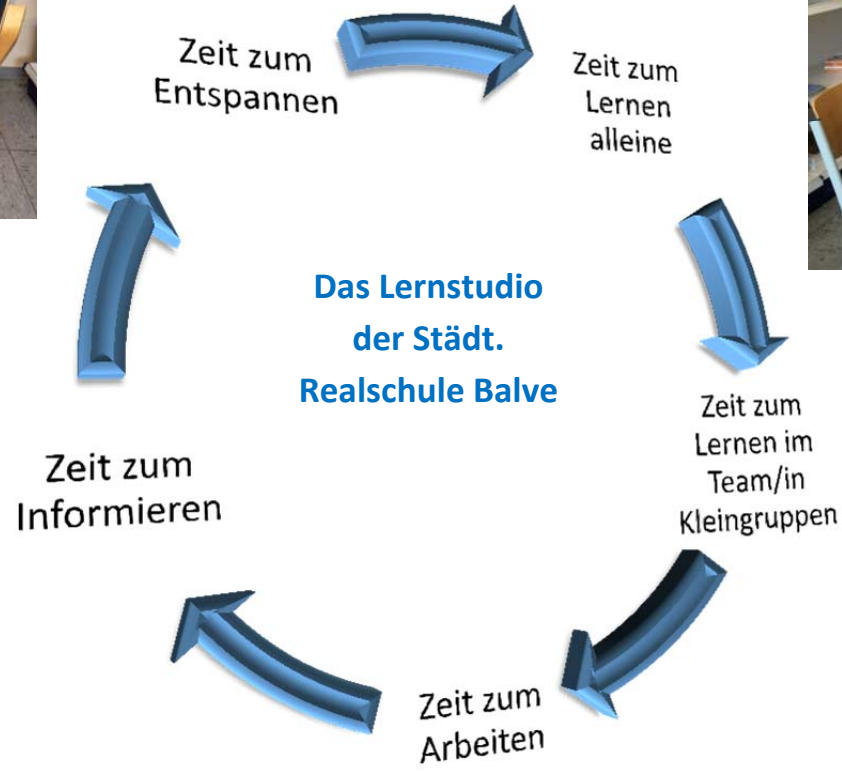 Zeit zum
Entspannen
Zeit zum
Lernen
alleine
Das Lernstudio
der Städt.
Realschule Balve
Zeit zum
Lernen im
Team/in
Kleingruppen
Zeit zum
Informieren
Zeit zum
Arbeiten